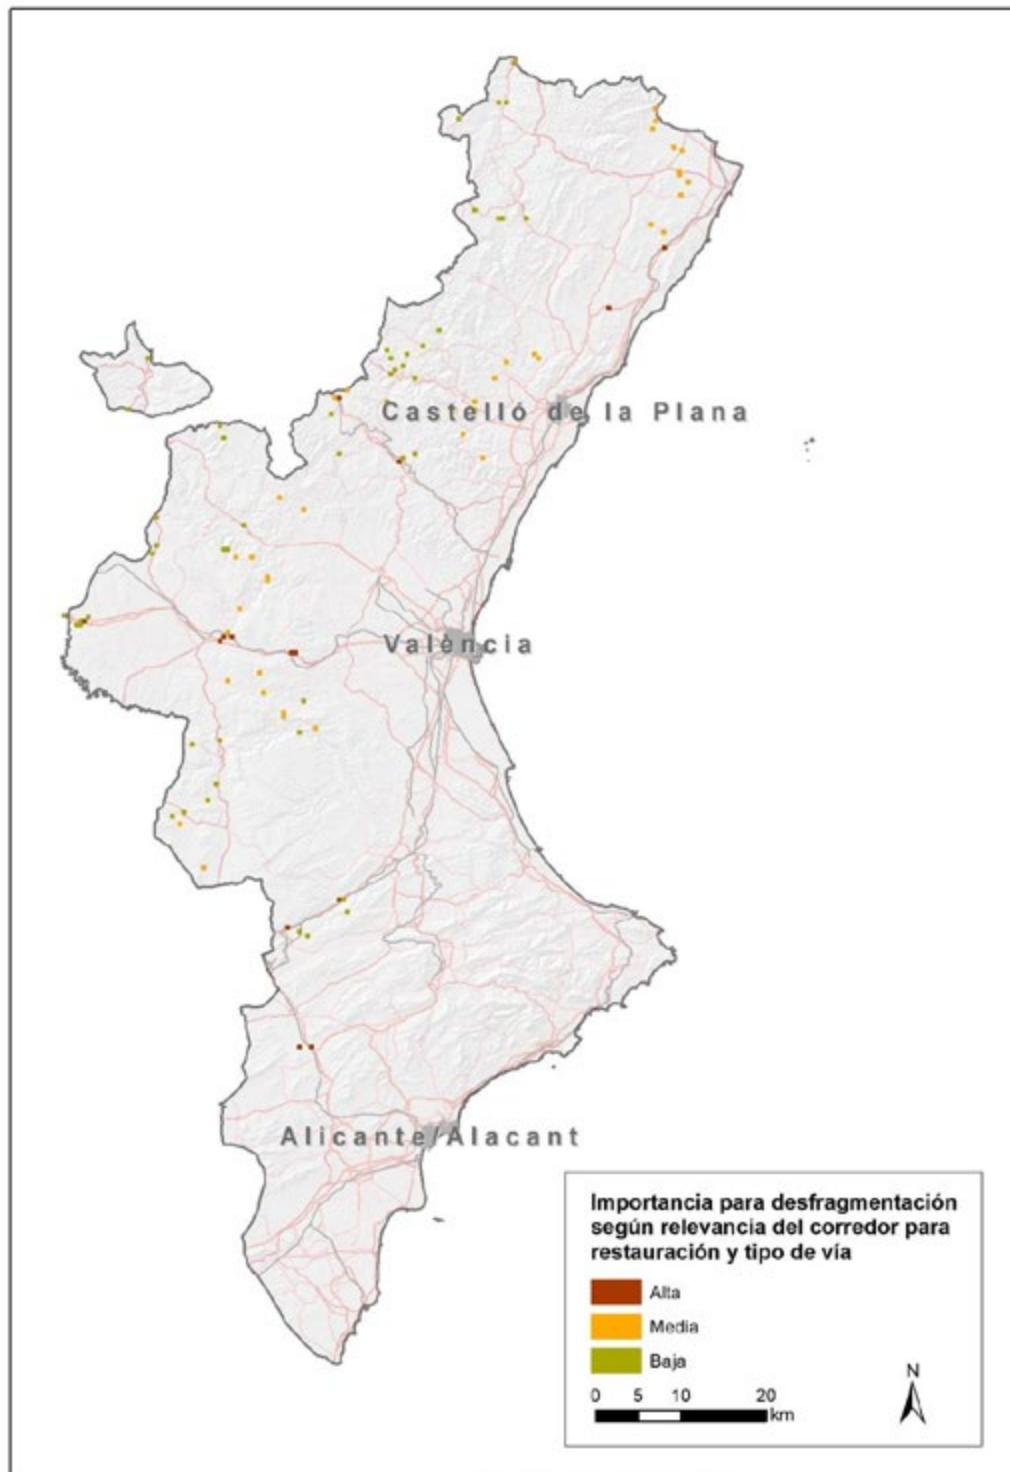 Castelló de la Plana
València
Alicante/Alacant
Importancia para desfragmentación
según relevancia del corredor para
restauración y tipo de vía
Alta
Media
Baja
N
0 5 10 20
km